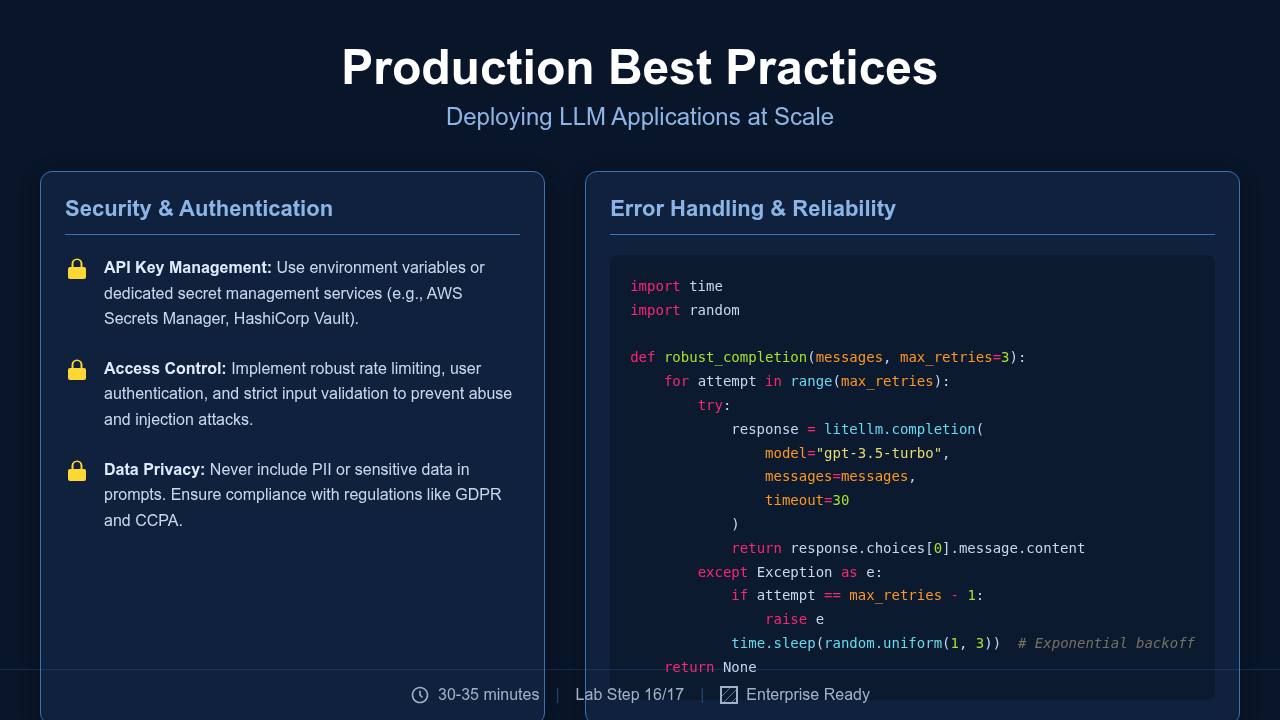 Production Best Practices
Deploying LLM Applications at Scale
Security & Authentication
API Key Management: Use environment variables or
dedicated secret management services (e.g., AWS
Secrets Manager, HashiCorp Vault).
Access Control: Implement robust rate limiting, user
authentication, and strict input validation to prevent abuse
and injection attacks.
Data Privacy: Never include PII or sensitive data in
prompts. Ensure compliance with regulations like GDPR
and CCPA.
Error Handling & Reliability
import time
import random

def robust_completion(messages, max_retries=3):
    for attempt in range(max_retries):
        try:
            response = litellm.completion(
                model="gpt-3.5-turbo",
                messages=messages,
                timeout=30
            )
            return response.choices[0].message.content
        except Exception as e:
            if attempt == max_retries - 1:
                raise e
            time.sleep(random.uniform(1, 3))  # Exponential backoff
    return None
30-35 minutes | Lab Step 16/17 | Enterprise Ready